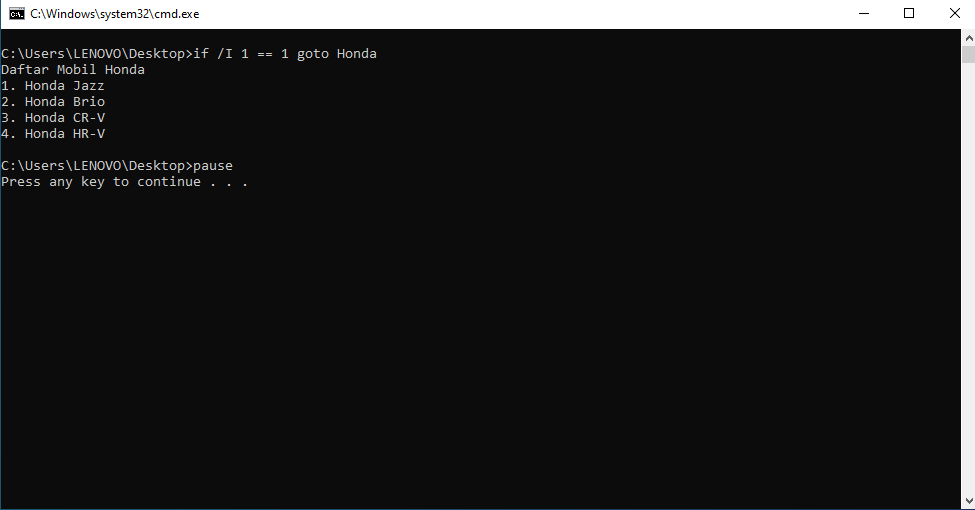 C:\Windows\system32\cmd.exe
C:\Users\LENOVO\Desktop>if /I 1 == 1 goto Honda
Daftar Mobil Honda
1. Honda Jazz
2. Honda Brio
3. Honda CR-V
4. Honda HR-V
C:\Users\LENOVO\Desktop>pause
Press any key to continue . . .